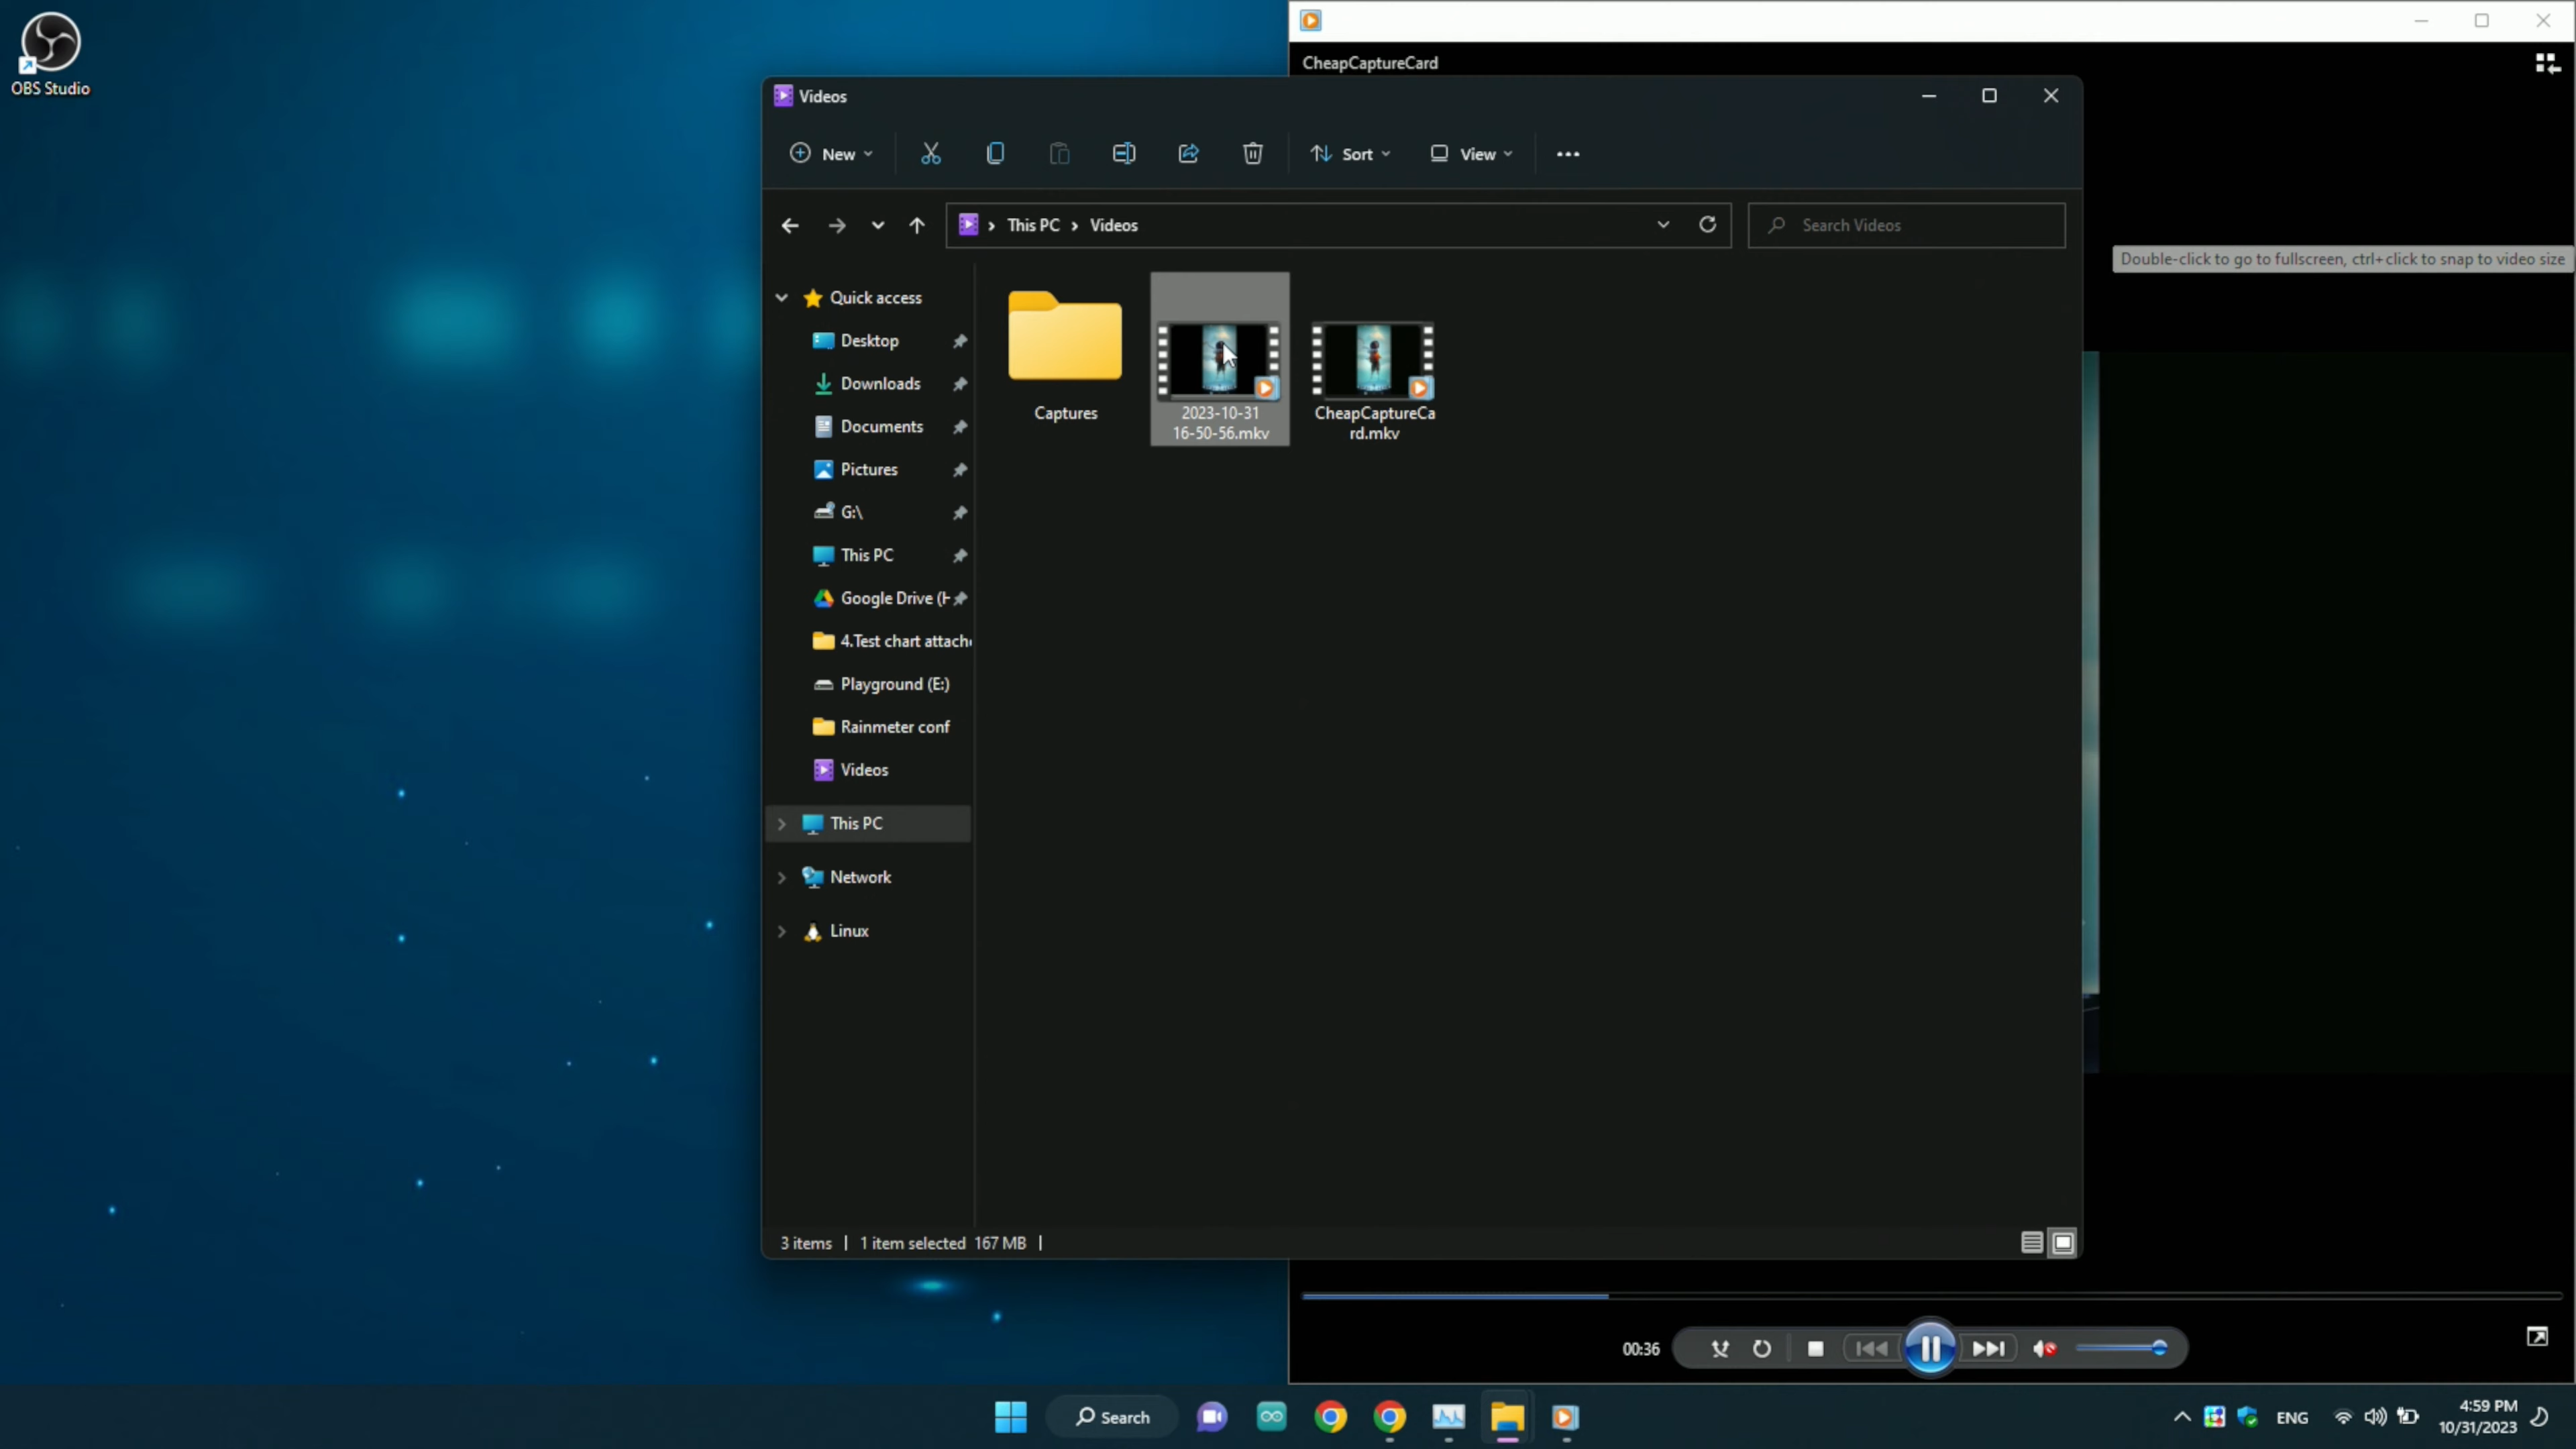 OBS Studio
CheapCaptureCard
Videos
New
Sort
View
This PC
Videos
Search Videos
Double-click to go to fullscreen, ctrl+click to snap to video size
Quick access
Desktop
Downloads
Documents
Pictures
G:\
This PC
Google Drive (H
4.Test chart attach
Playground (E:)
Rainmeter conf
Videos
This PC
Network
Linux
Captures
2023-10-31
16-50-56.mkv
CheapCaptureCa
rd.mkv
3 items
1 item selected 167 MB
00:36
Search
ENG
4:59 PM
10/31/2023